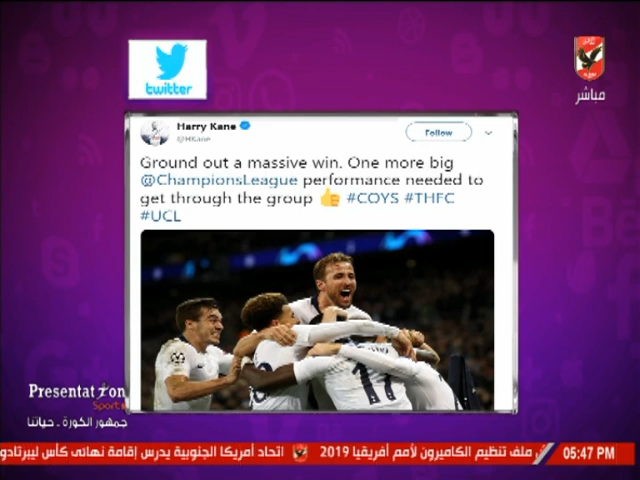 twitter
مباشر
Harry Kane
@HKane
Follow
Ground out a massive win. One more big
@ChampionsLeague performance needed to
get through the group 👍 #COYS #THFC
#UCL
17
Presentation
Sports
جمهور الكورة - حياتنا
ملف تنظيم الكاميرون لأمم أفريقيا 2019
اتحاد أمريكا الجنوبية يدرس إقامة نهائى كأس ليبرتادو
05:47 PM